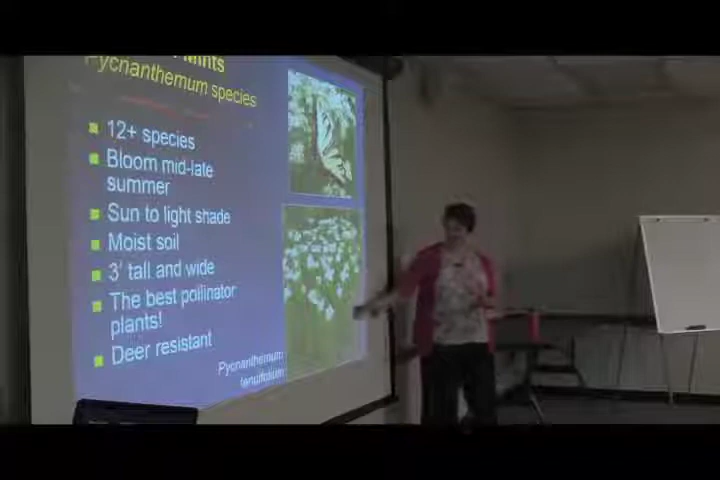 Pycnanthemum species
12+ species
Bloom mid-late
summer
Sun to light shade
Moist soil
3' tall and wide
The best pollinator
plants!
Deer resistant
Pycnanthemum
tenuifolium